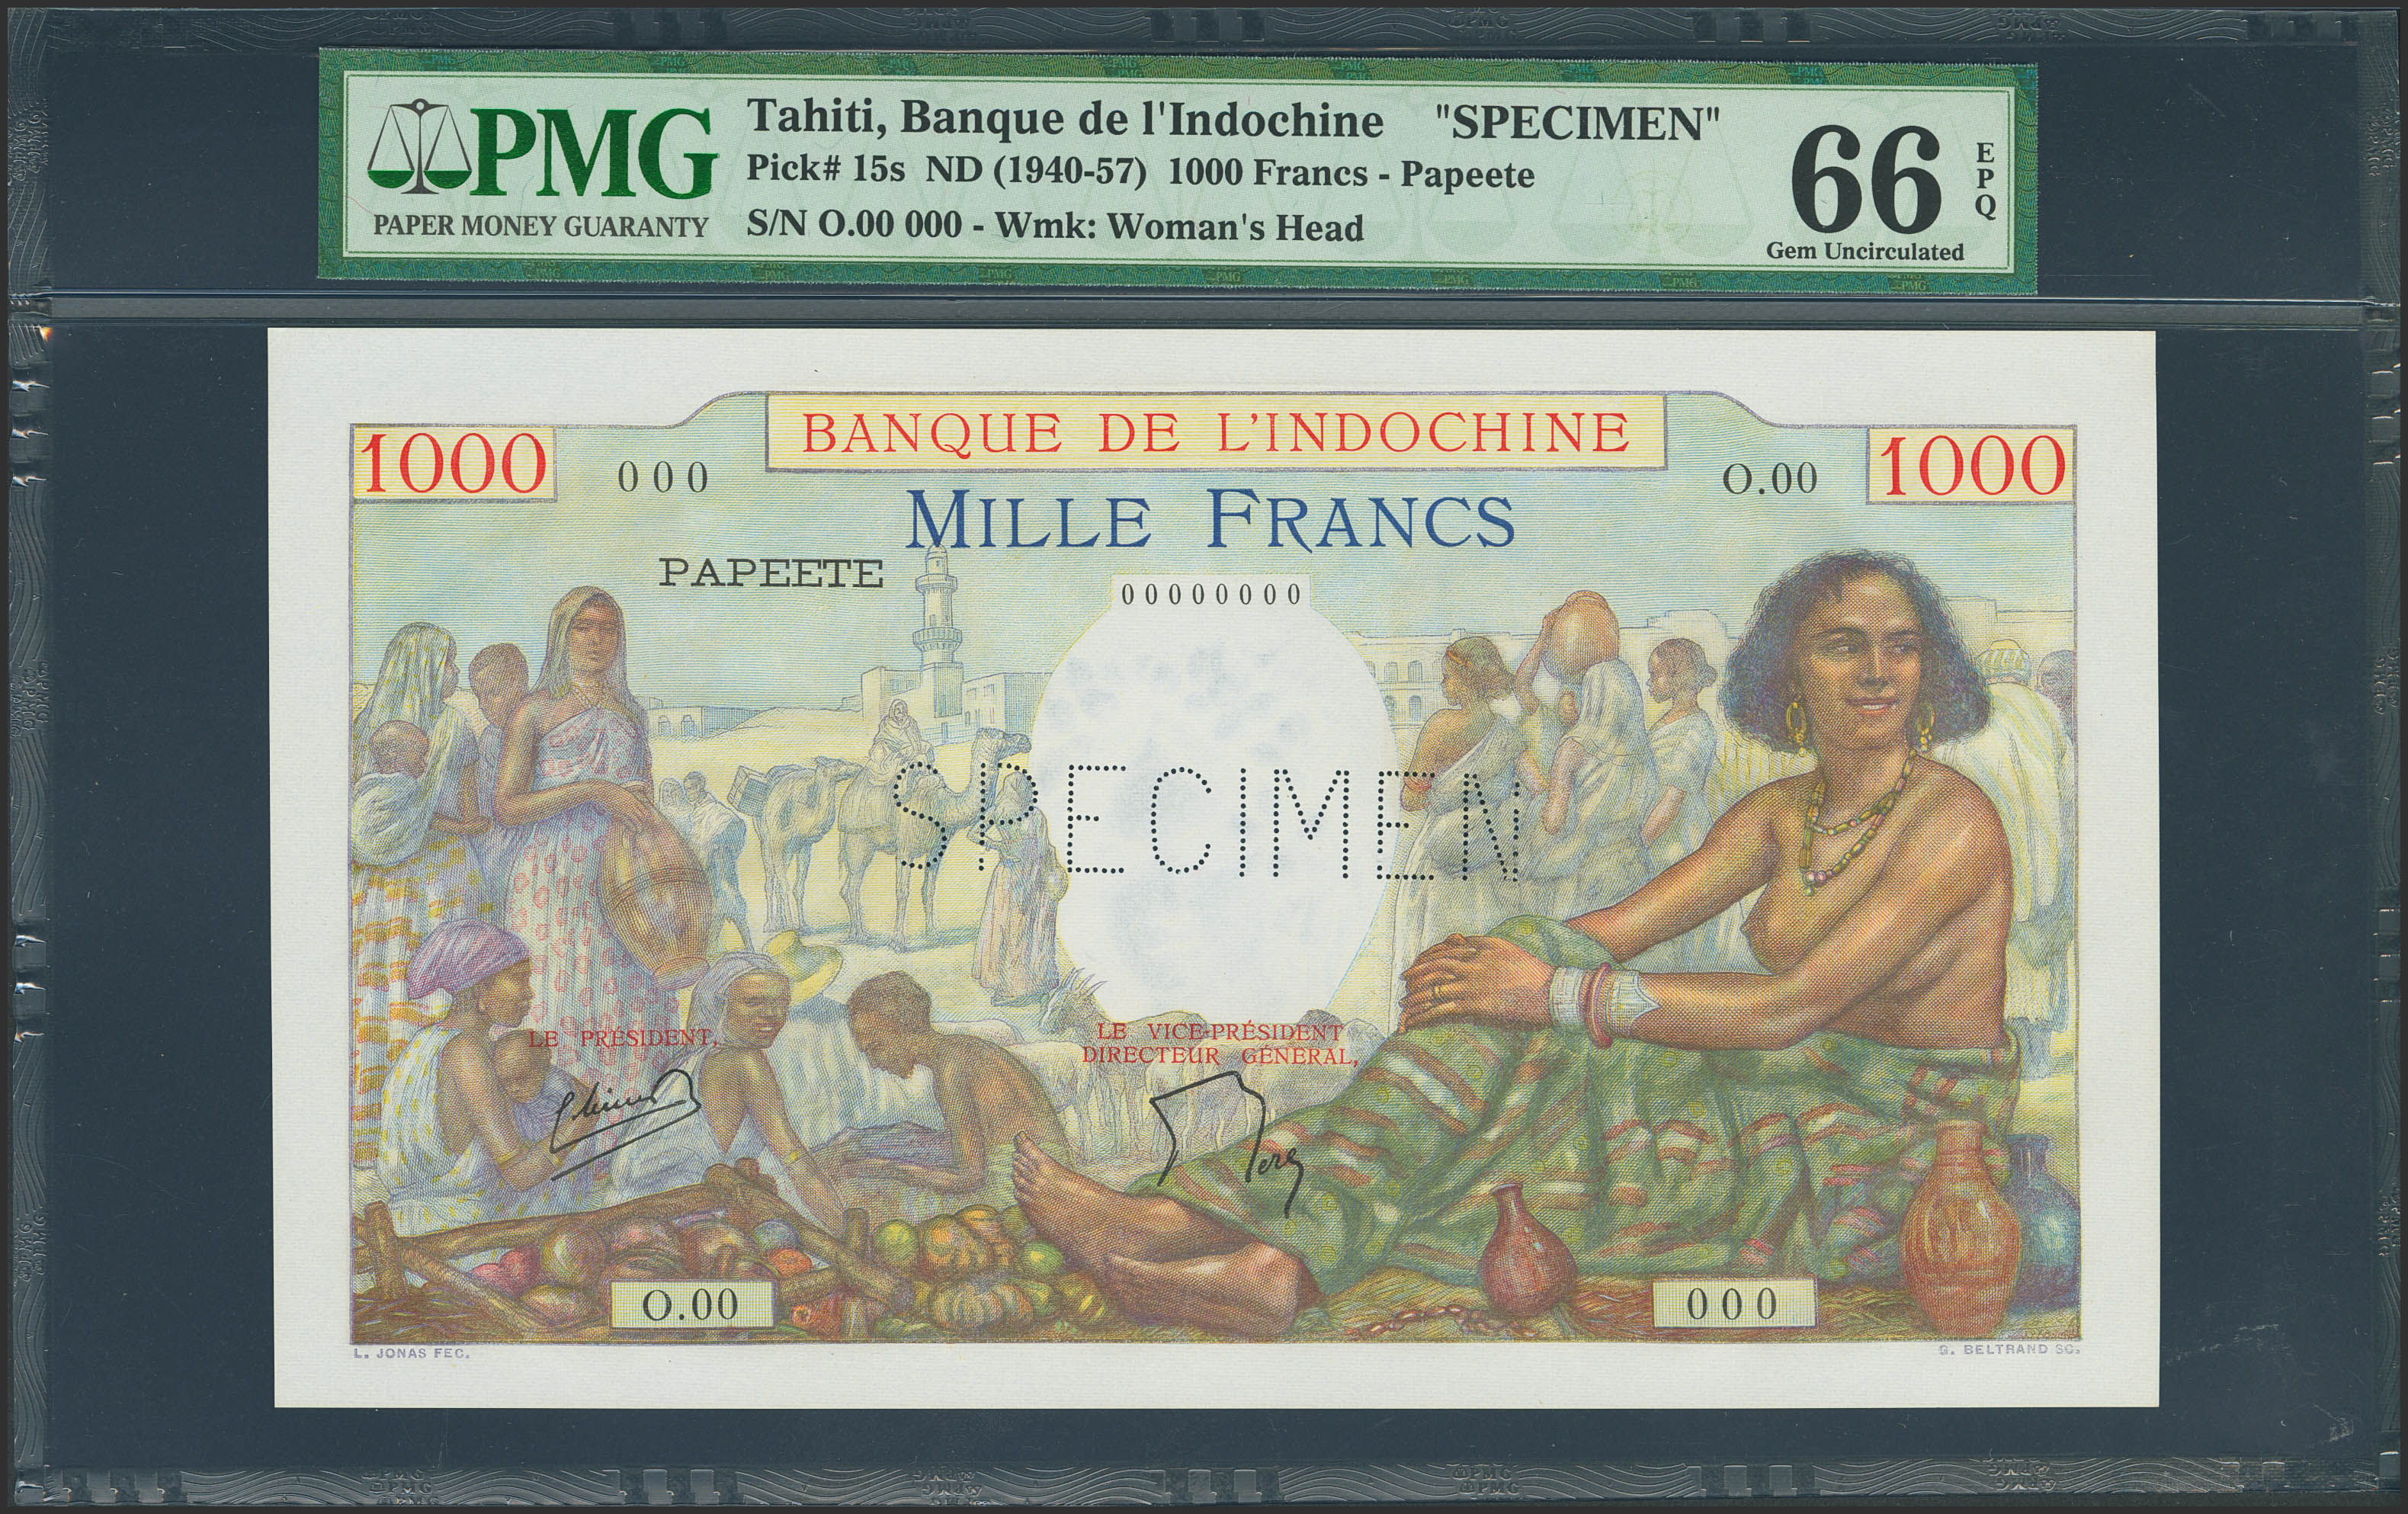 PMG
PAPER MONEY GUARANTY
Tahiti, Banque de l'Indochine "SPECIMEN"
Pick# 15s ND (1940-57) 1000 Francs - Papeete
S/N O.00 000 - Wmk: Woman's Head
66
EPQ
Gem Uncirculated
BANQUE DE L'INDOCHINE
1000
000
O.00
1000
MILLE FRANCS
PAPEETE
00000000
SPECIMEN
LE PRÉSIDENT,
LE VICE-PRÉSIDENT
DIRECTEUR GÉNÉRAL,
O.00
000
L. JONAS FEC.
G. BELTRAND SC.